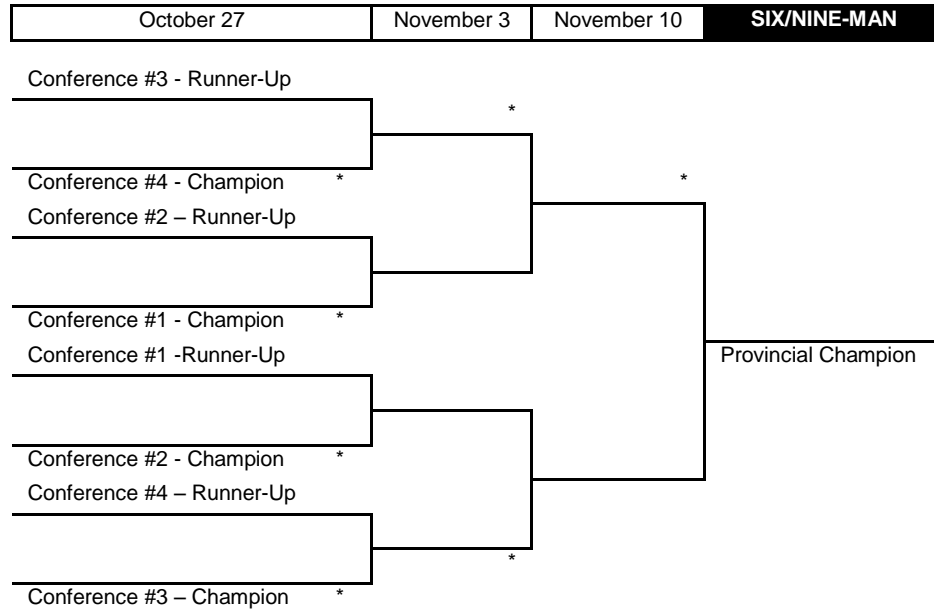 October 27 November 3 November 10 SIX/NINE-MAN
Conference #3 - Runner-Up
*
Conference #4 - Champion * *
Conference #2 – Runner-Up
Conference #1 - Champion *
Conference #1 -Runner-Up Provincial Champion
Conference #2 - Champion *
Conference #4 – Runner-Up
*
Conference #3 – Champion *